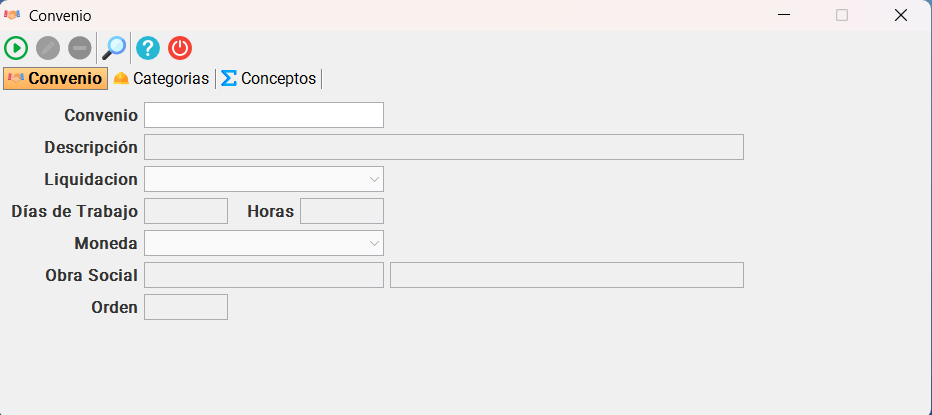 Convenio
?
Convenio Categorias Conceptos
Convenio
Descripción
Liquidacion
Días de Trabajo Horas
Moneda
Obra Social
Orden